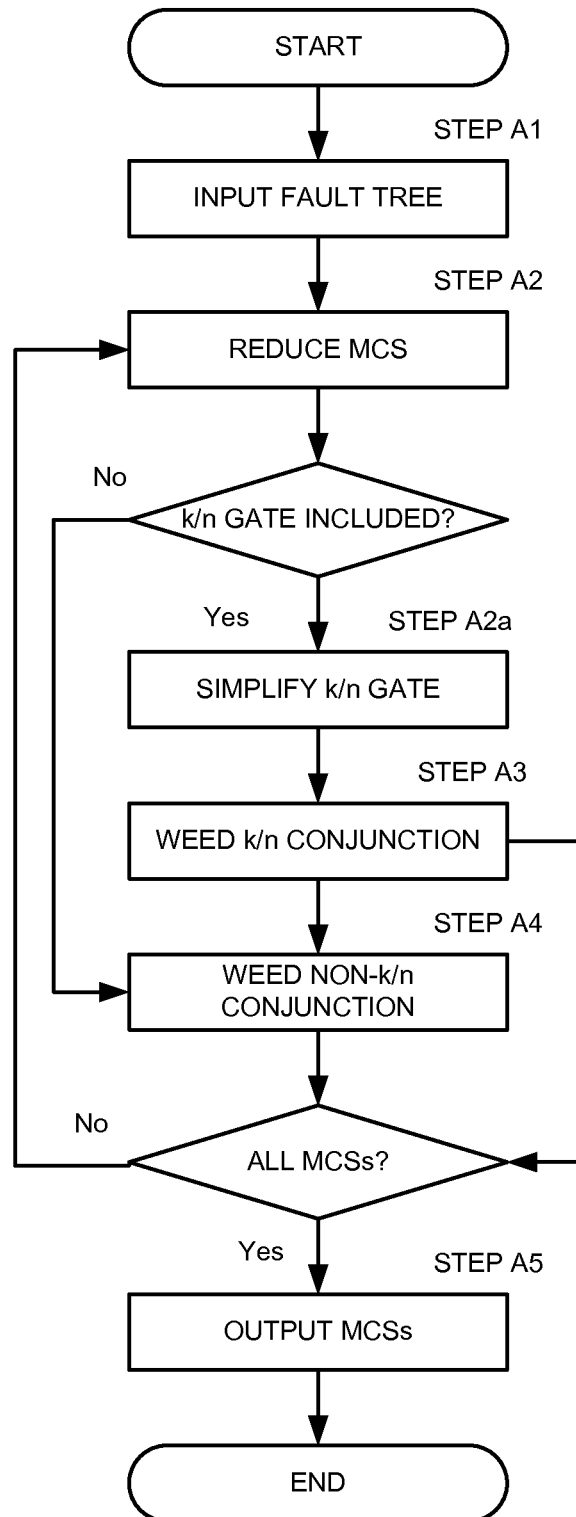 START
STEP A1
INPUT FAULT TREE
STEP A2
REDUCE MCS
No
k/n GATE INCLUDED?
Yes
STEP A2a
SIMPLIFY k/n GATE
STEP A3
WEED k/n CONJUNCTION
STEP A4
WEED NON-k/n
CONJUNCTION
No
ALL MCSs?
Yes
STEP A5
OUTPUT MCSs
END